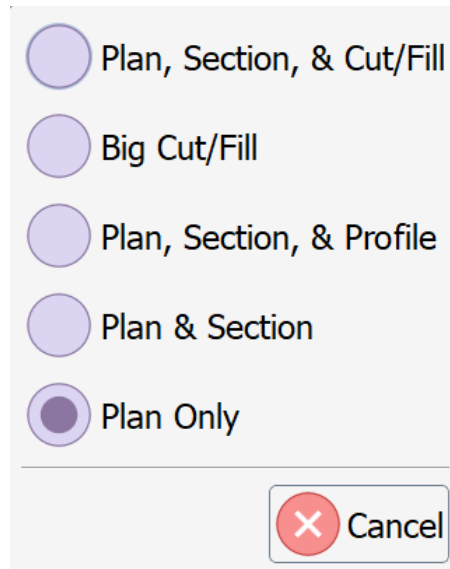 Plan, Section, & Cut/Fill
Big Cut/Fill
Plan, Section, & Profile
Plan & Section
Plan Only
Cancel